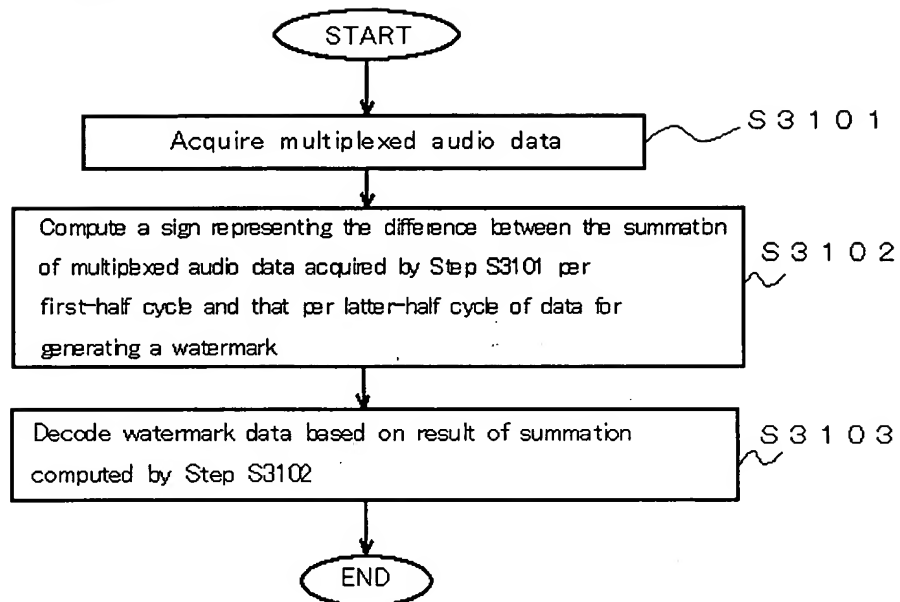 START
Acquire multiplexed audio data
S3101
Compute a sign representing the difference between the summation
of multiplexed audio data acquired by Step S3101 per
first-half cycle and that per latter-half cycle of data for
generating a watermark
S3102
Decode watermark data based on result of summation
computed by Step S3102
S3103
END